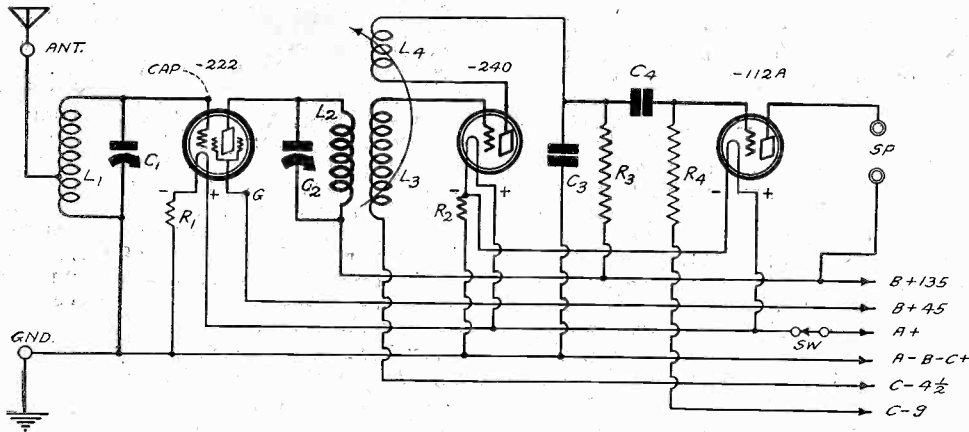 ANT.
CAP
-222
L4
-240
C4
-112A
L1
C1
L2
C2
L3
C3
R3
R4
SP
-
+
G
R1
-
+
R2
-
+
B+135
B+45
GND.
SW
A+
A-B-C+
C-4½
C-9